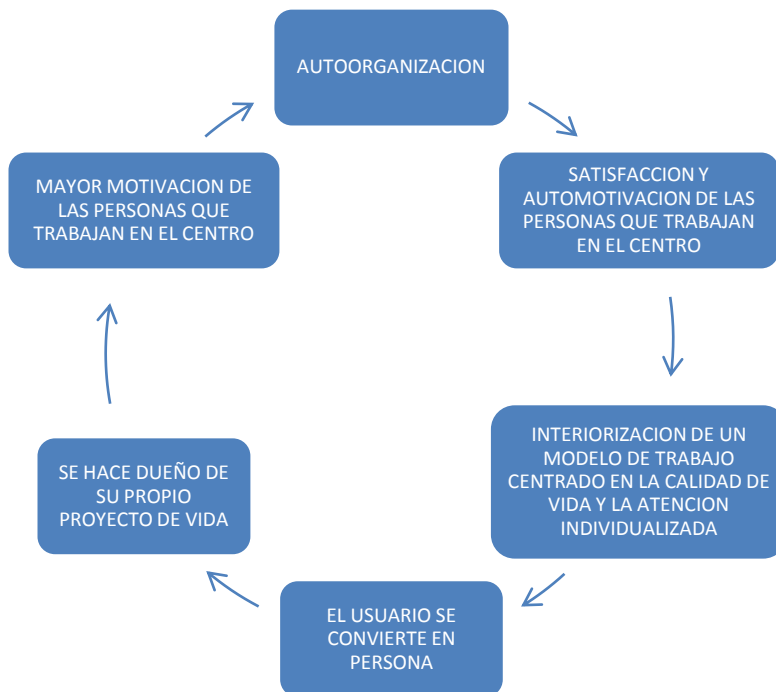 AUTOORGANIZACION
SATISFACCION Y
AUTOMOTIVACION DE LAS
PERSONAS QUE TRABAJAN
EN EL CENTRO
INTERIORIZACION DE UN
MODELO DE TRABAJO
CENTRADO EN LA CALIDAD DE
VIDA Y LA ATENCION
INDIVIDUALIZADA
EL USUARIO SE
CONVIERTE EN
PERSONA
SE HACE DUEÑO DE
SU PROPIO
PROYECTO DE VIDA
MAYOR MOTIVACION DE
LAS PERSONAS QUE
TRABAJAN EN EL CENTRO